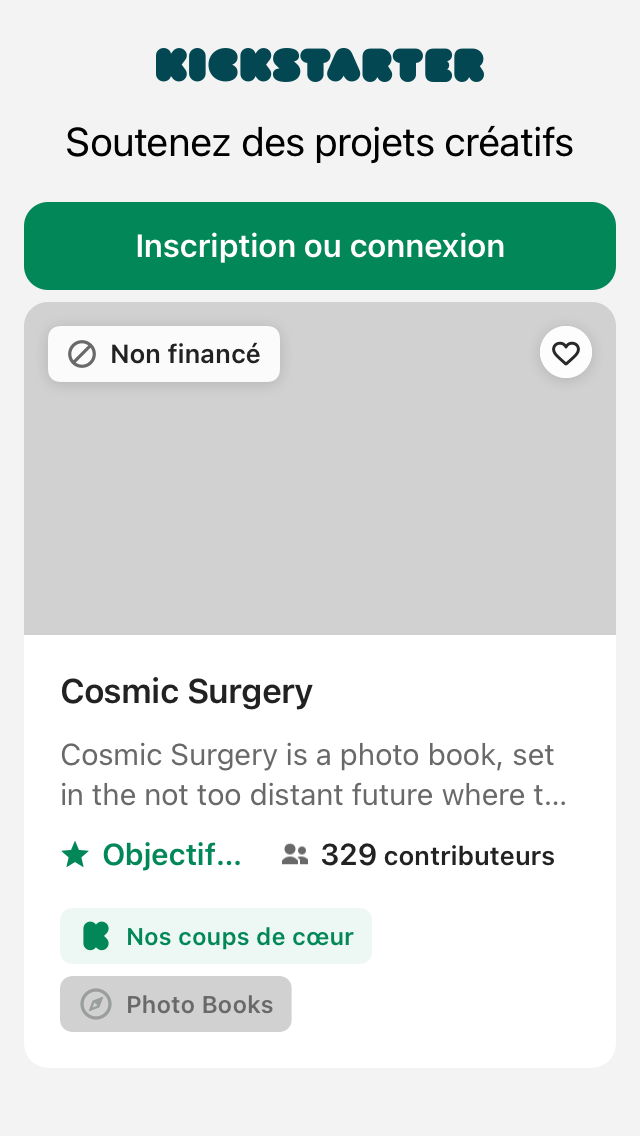 KICKSTARTER
Soutenez des projets créatifs
Inscription ou connexion
Non financé
Cosmic Surgery
Cosmic Surgery is a photo book, set
in the not too distant future where t...
Objectif...
329 contributeurs
Nos coups de cœur
Photo Books